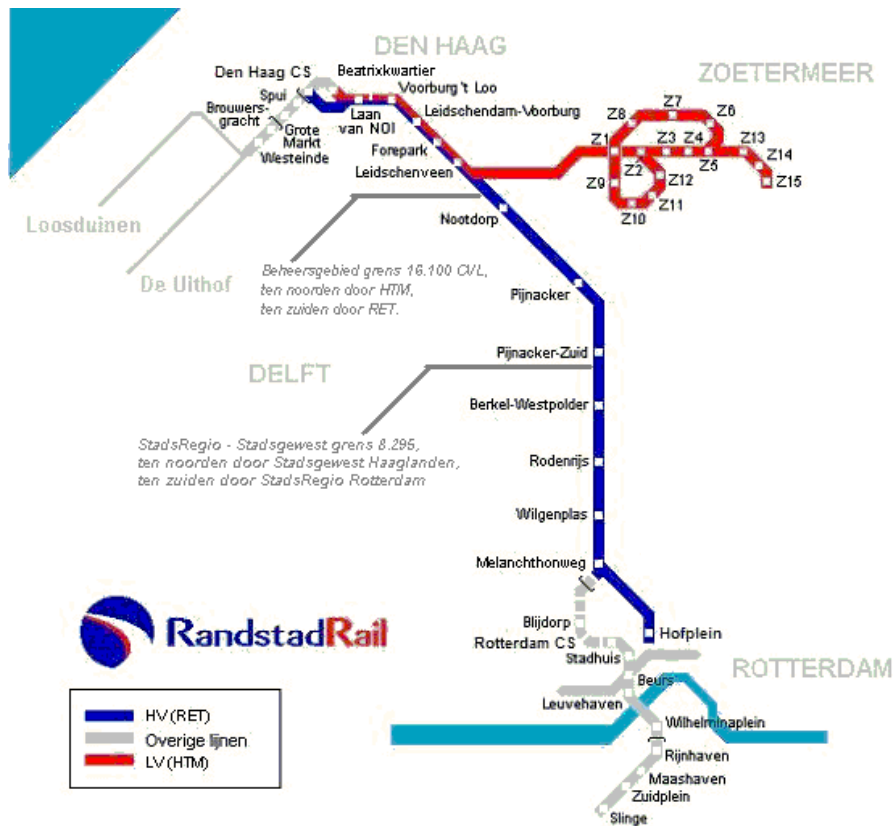 DEN HAAG
Den Haag CS
Beatrixkwartier
ZOETERMEER
Spui
Voorburg 't Loo
Brouwers-
gracht
Laan
van NOI
Leidschendam-Voorburg
Grote
Markt
Westeinde
Forepark
Leidschenveen
Z1
Z2
Z3
Z4
Z5
Z6
Z7
Z8
Z9
Z10
Z11
Z12
Z13
Z14
Z15
Nootdorp
Loosduinen
De Uithof
Beheersgebied grens 16.100 CVL,
ten noorden door HTM,
ten zuiden door RET.
Pijnacker
Pijnacker-Zuid
DELFT
Berkel-Westpolder
StadsRegio - Stadsgewest grens 8.295,
ten noorden door Stadsgewest Haaglanden,
ten zuiden door StadsRegio Rotterdam
Rodenrijs
Wilgenplas
Melanchthonweg
Blijdorp
Hofplein
RandstadRail
Rotterdam CS
Stadhuis
ROTTERDAM
Beurs
Leuvehaven
HV (RET)
Overige lijnen
LV (HTM)
Wilhelminaplein
Rijnhaven
Maashaven
Zuidplein
Slinge